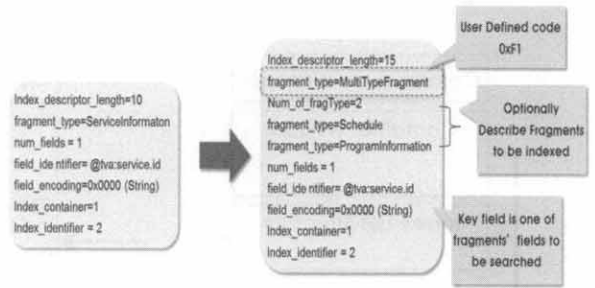 Index_descriptor_length=10
fragment_type=ServiceInformaton
num_fields = 1
field_ide ntifier= @tva:service.id
field_encoding=0x0000 (String)
Index_container=1
Index_identifier = 2
Index_descriptor_length=15
fragment_type=MultiTypeFragment
Num_of_fragType=2
fragment_type=Schedule
fragment_type=ProgramInformation
num_fields = 1
field_ide ntifier= @tva:service.id
field_encoding=0x0000 (String)
Index_container=1
Index_identifier = 2
User Defined code
0xF1
Optionally
Describe Fragments
to be indexed
Key field is one of
fragments' fields to
be searched